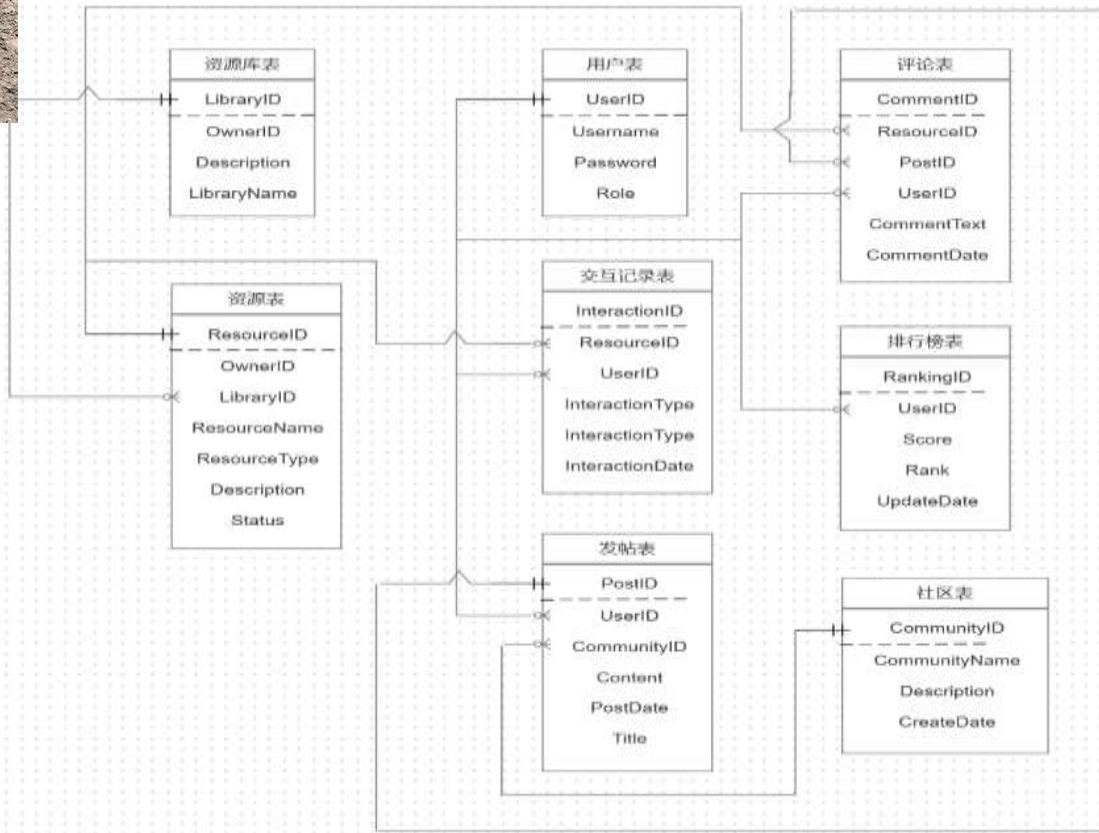 资源库表
LibraryID
OwnerID
Description
LibraryName
用户表
UserID
Username
Password
Role
评论表
CommentID
ResourceID
PostID
UserID
CommentText
CommentDate
资源表
ResourceID
OwnerID
LibraryID
ResourceName
ResourceType
Description
Status
交互记录表
InteractionID
ResourceID
UserID
InteractionType
InteractionType
InteractionDate
排行榜表
RankingID
UserID
Score
Rank
UpdateDate
发帖表
PostID
UserID
CommunityID
Content
PostDate
Title
社区表
CommunityID
CommunityName
Description
CreateDate